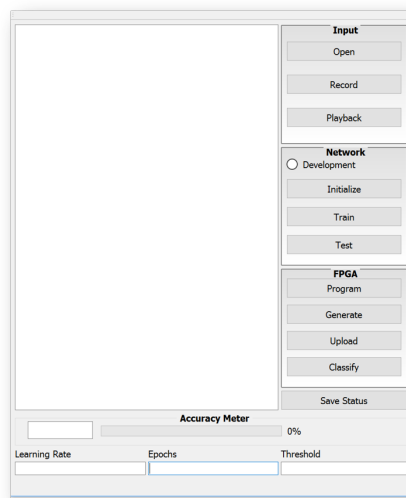 Input
Open
Record
Playback
Network
Development
Initialize
Train
Test
FPGA
Program
Generate
Upload
Classify
Save Status
Accuracy Meter
0%
Learning Rate Epochs Threshold